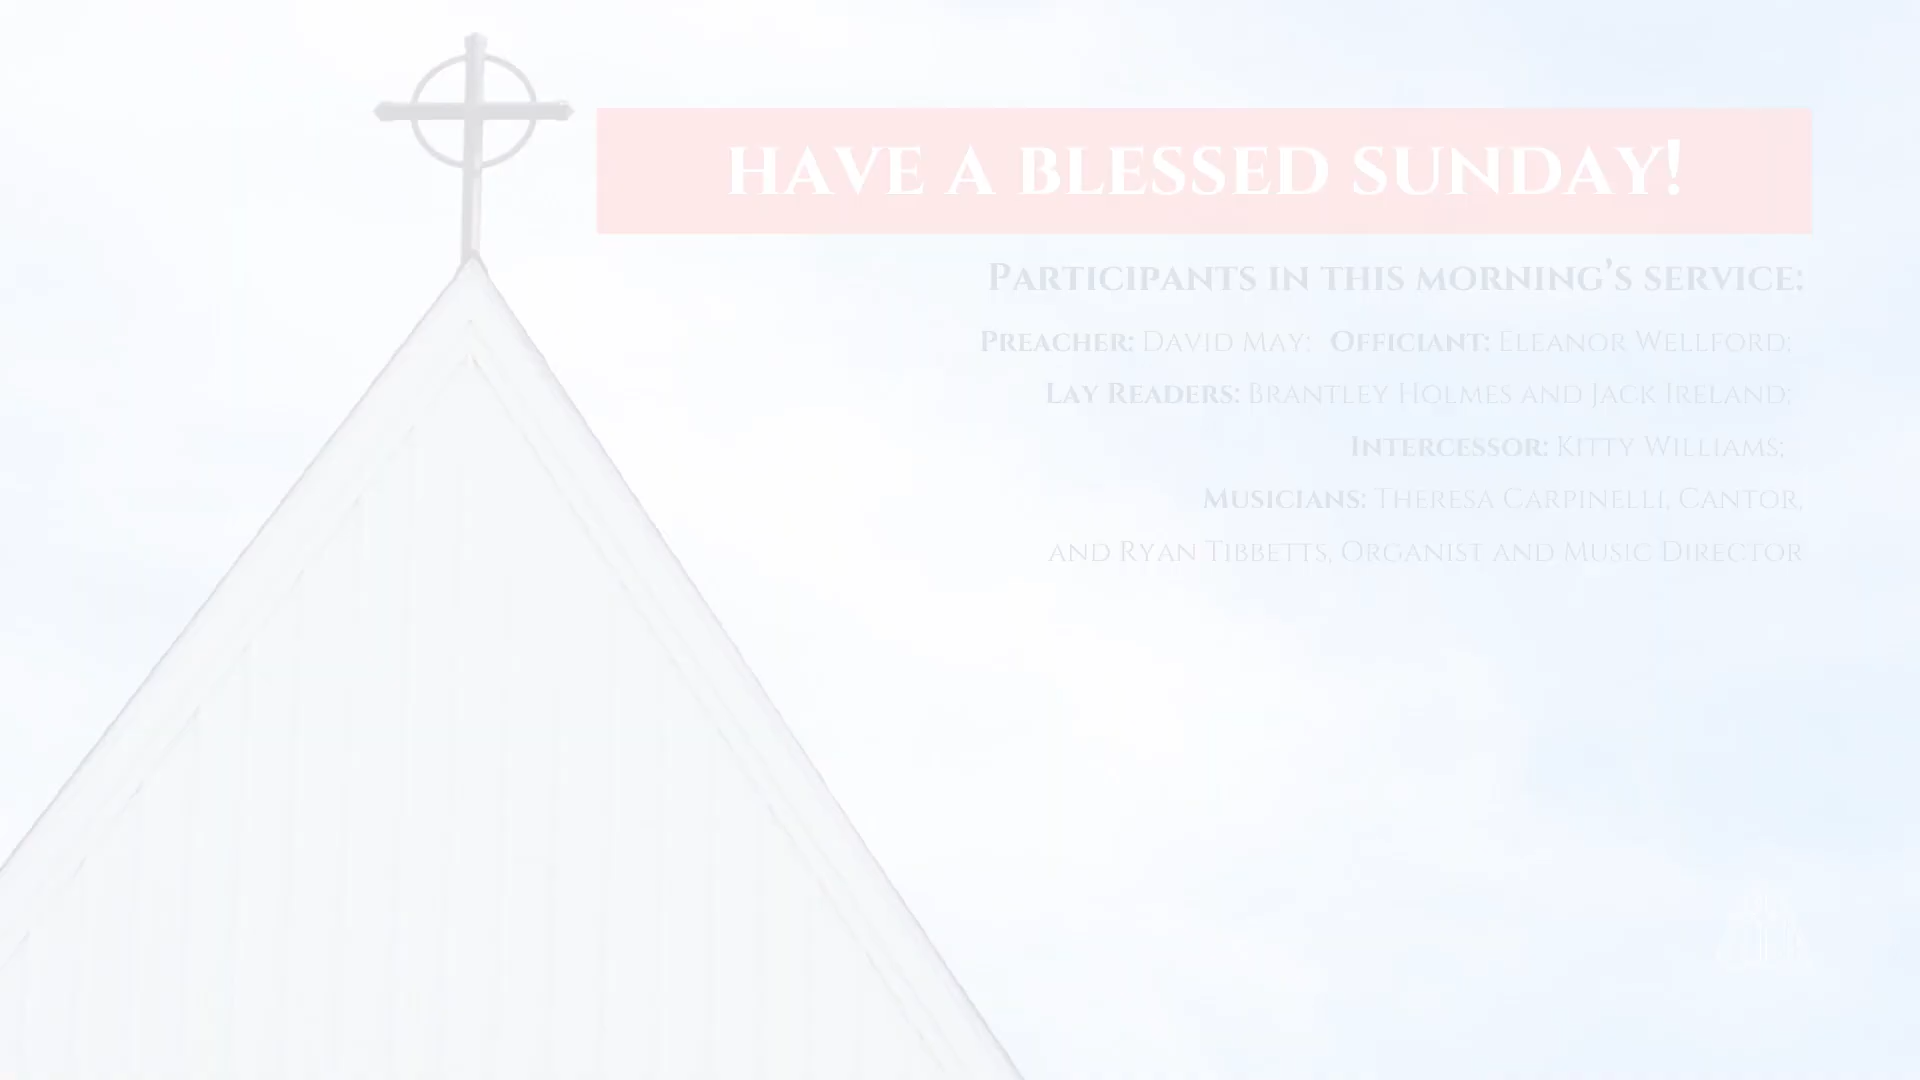 HAVE A BLESSED SUNDAY!
PARTICIPANTS IN THIS MORNING'S SERVICE:
PREACHER: DAVID MAY; OFFICIANT: ELEANOR WELLFORD;
LAY READERS: BRANTLEY HOLMES AND JACK IRELAND;
INTERCESSOR: KITTY WILLIAMS;
MUSICIANS: THERESA CARPINELLI, CANTOR,
AND RYAN TIBBETTS, ORGANIST AND MUSIC DIRECTOR